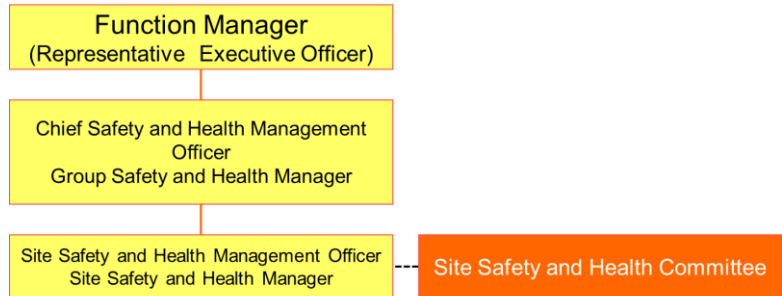 Function Manager
(Representative Executive Officer)
Chief Safety and Health Management
Officer
Group Safety and Health Manager
Site Safety and Health Management Officer
Site Safety and Health Manager
Site Safety and Health Committee